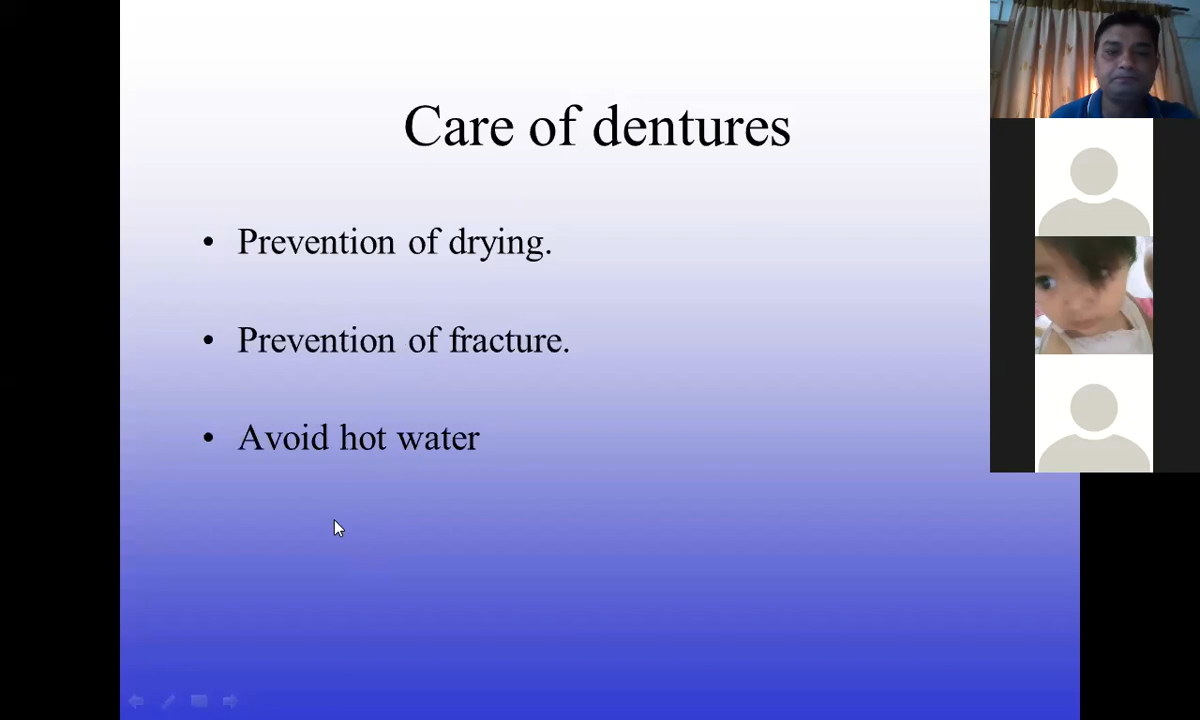 Care of dentures
• Prevention of drying.
• Prevention of fracture.
• Avoid hot water